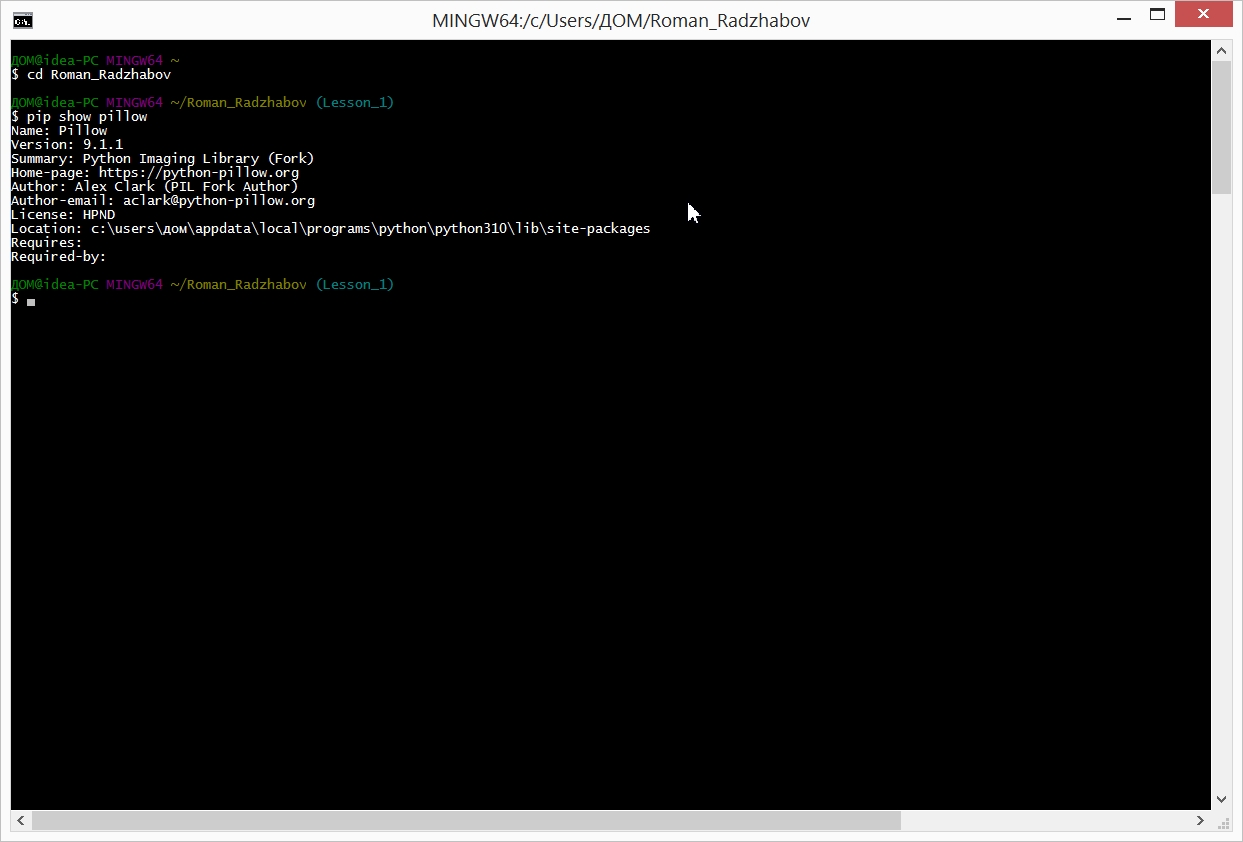 MINGW64:/c/Users/ДОМ/Roman_Radzhabov
ДОМ@idea-PC MINGW64 ~
$ cd Roman_Radzhabov
ДОМ@idea-PC MINGW64 ~/Roman_Radzhabov (Lesson_1)
$ pip show pillow
Name: Pillow
Version: 9.1.1
Summary: Python Imaging Library (Fork)
Home-page: https://python-pillow.org
Author: Alex Clark (PIL Fork Author)
Author-email: aclark@python-pillow.org
License: HPND
Location: c:\users\дом\appdata\local\programs\python\python310\lib\site-packages
Requires:
Required-by:
ДОМ@idea-PC MINGW64 ~/Roman_Radzhabov (Lesson_1)
$